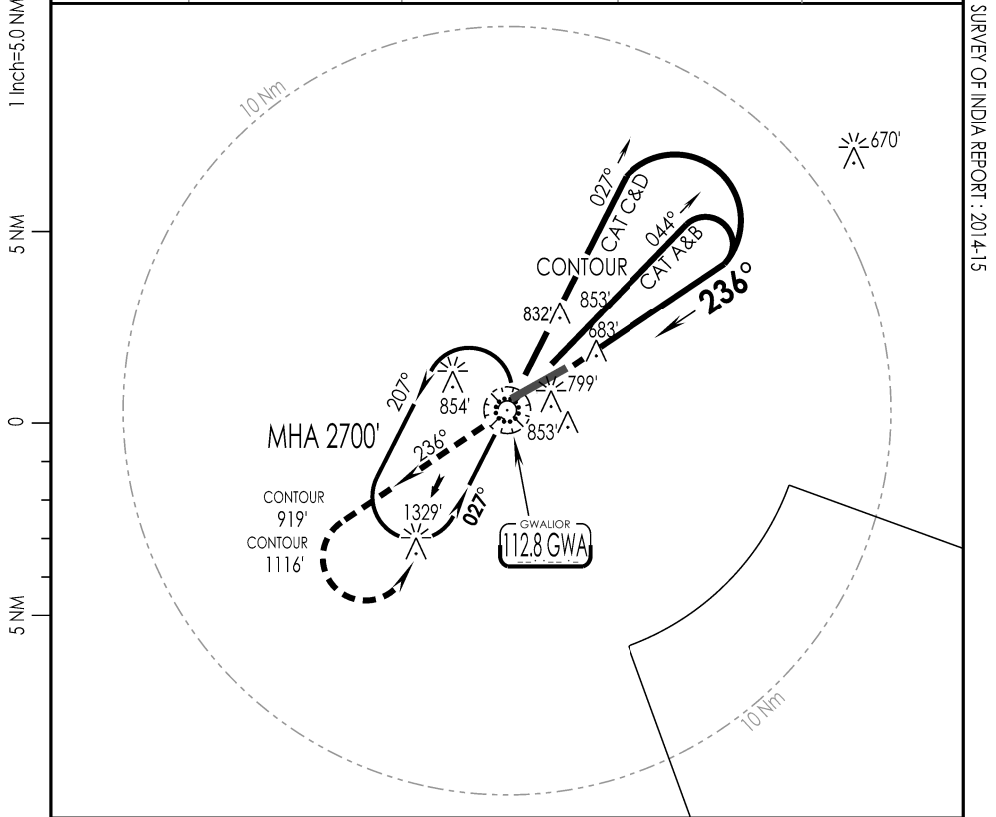 1 Inch=5.0 NM
SURVEY OF INDIA REPORT : 2014-15
10 Nm
670'
027°
CAT C&D
044°
CAT A&B
5 NM
CONTOUR
853'
236°
832'
683'
799'
207°
854'
853'
0
MHA 2700'
236°
CONTOUR
919'
1329'
027°
CONTOUR
1116'
GWALIOR
112.8 GWA
5 NM
10 Nm